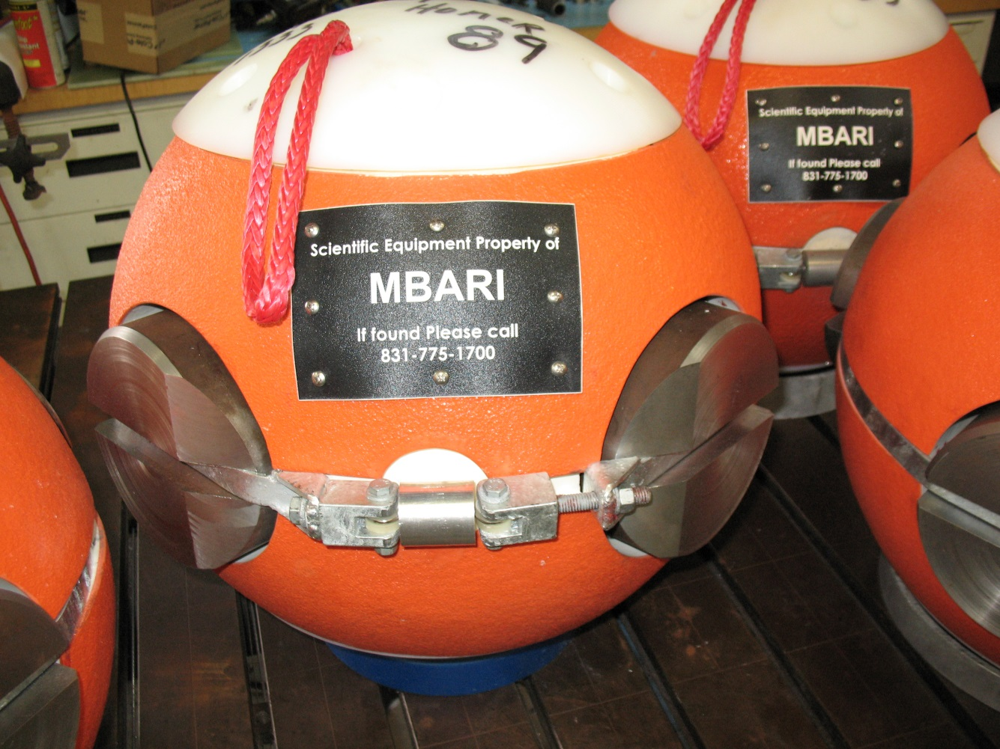 Homer
89
Scientific Equipment Property of
MBARI
If found Please call
831-775-1700
Scientific Equipment Property of
MBARI
If found Please call
831-775-1700